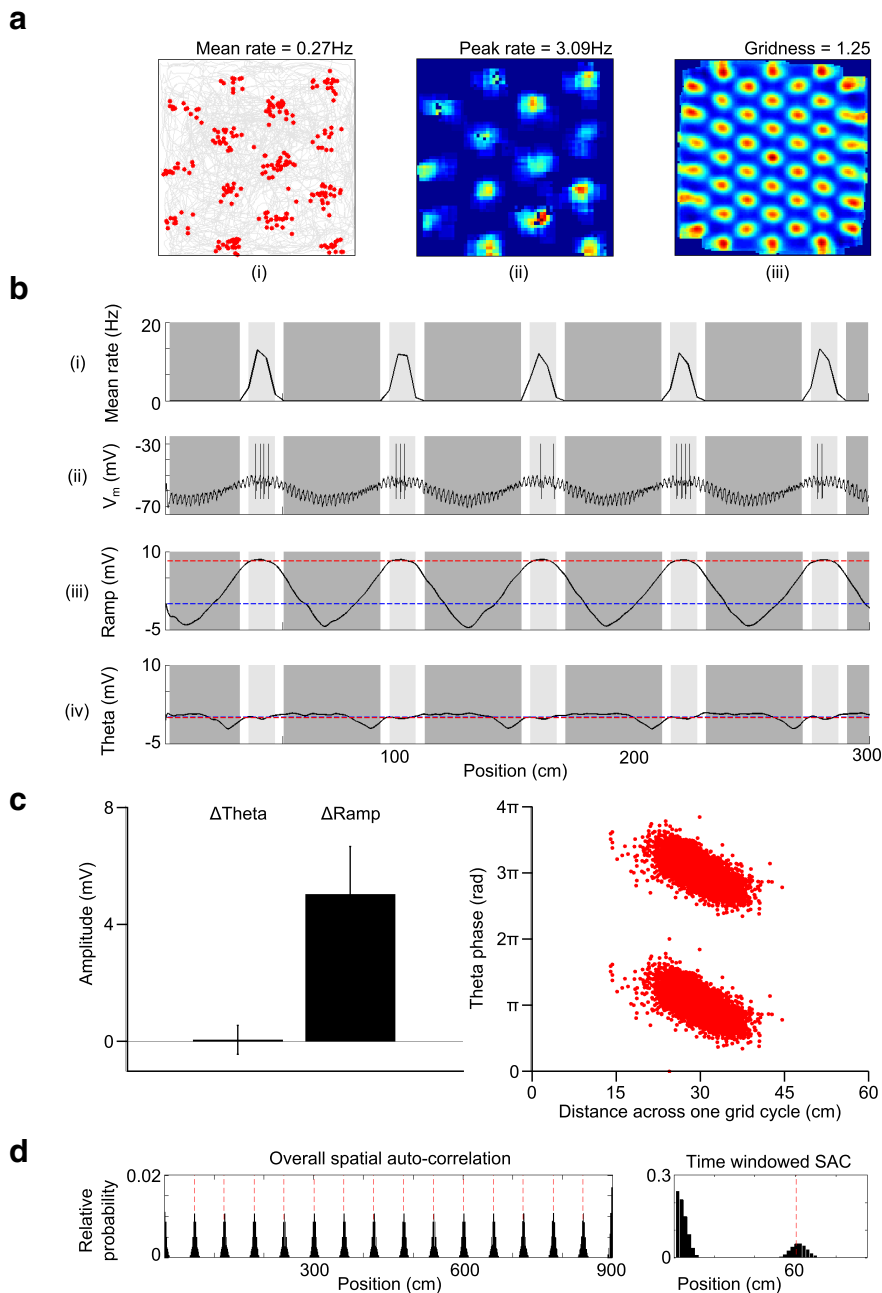 a
Mean rate = 0.27Hz
Peak rate = 3.09Hz
Gridness = 1.25
(i)
(ii)
(iii)
b
(i)
Mean rate (Hz)
20
0
(ii)
Vm (mV)
-30
-70
(iii)
Ramp (mV)
10
-5
(iv)
Theta (mV)
10
-5
100
200
300
Position (cm)
c
Amplitude (mV)
8
4
0
ΔTheta
ΔRamp
Theta phase (rad)
4π
3π
2π
π
0
0
15
30
45
60
Distance across one grid cycle (cm)
d
Overall spatial auto-correlation
Relative
probability
0.02
0
300
600
900
Position (cm)
Time windowed SAC
0.3
0
60
Position (cm)